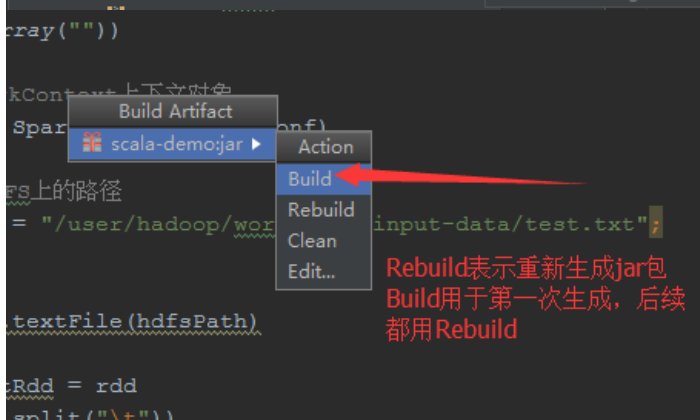 rray(""))
kContext上下文对象
Build Artifact
Spar
onf)
scala-demo:jar
Action
Build
FS上的路径
Rebuild
= "/user/hadoop/wor
input-data/test.txt";
Clean
Edit...
Rebuild表示重新生成jar包
Build用于第一次生成，后续
都用Rebuild
.textFile(hdfsPath)
tRdd = rdd
split("\t"))